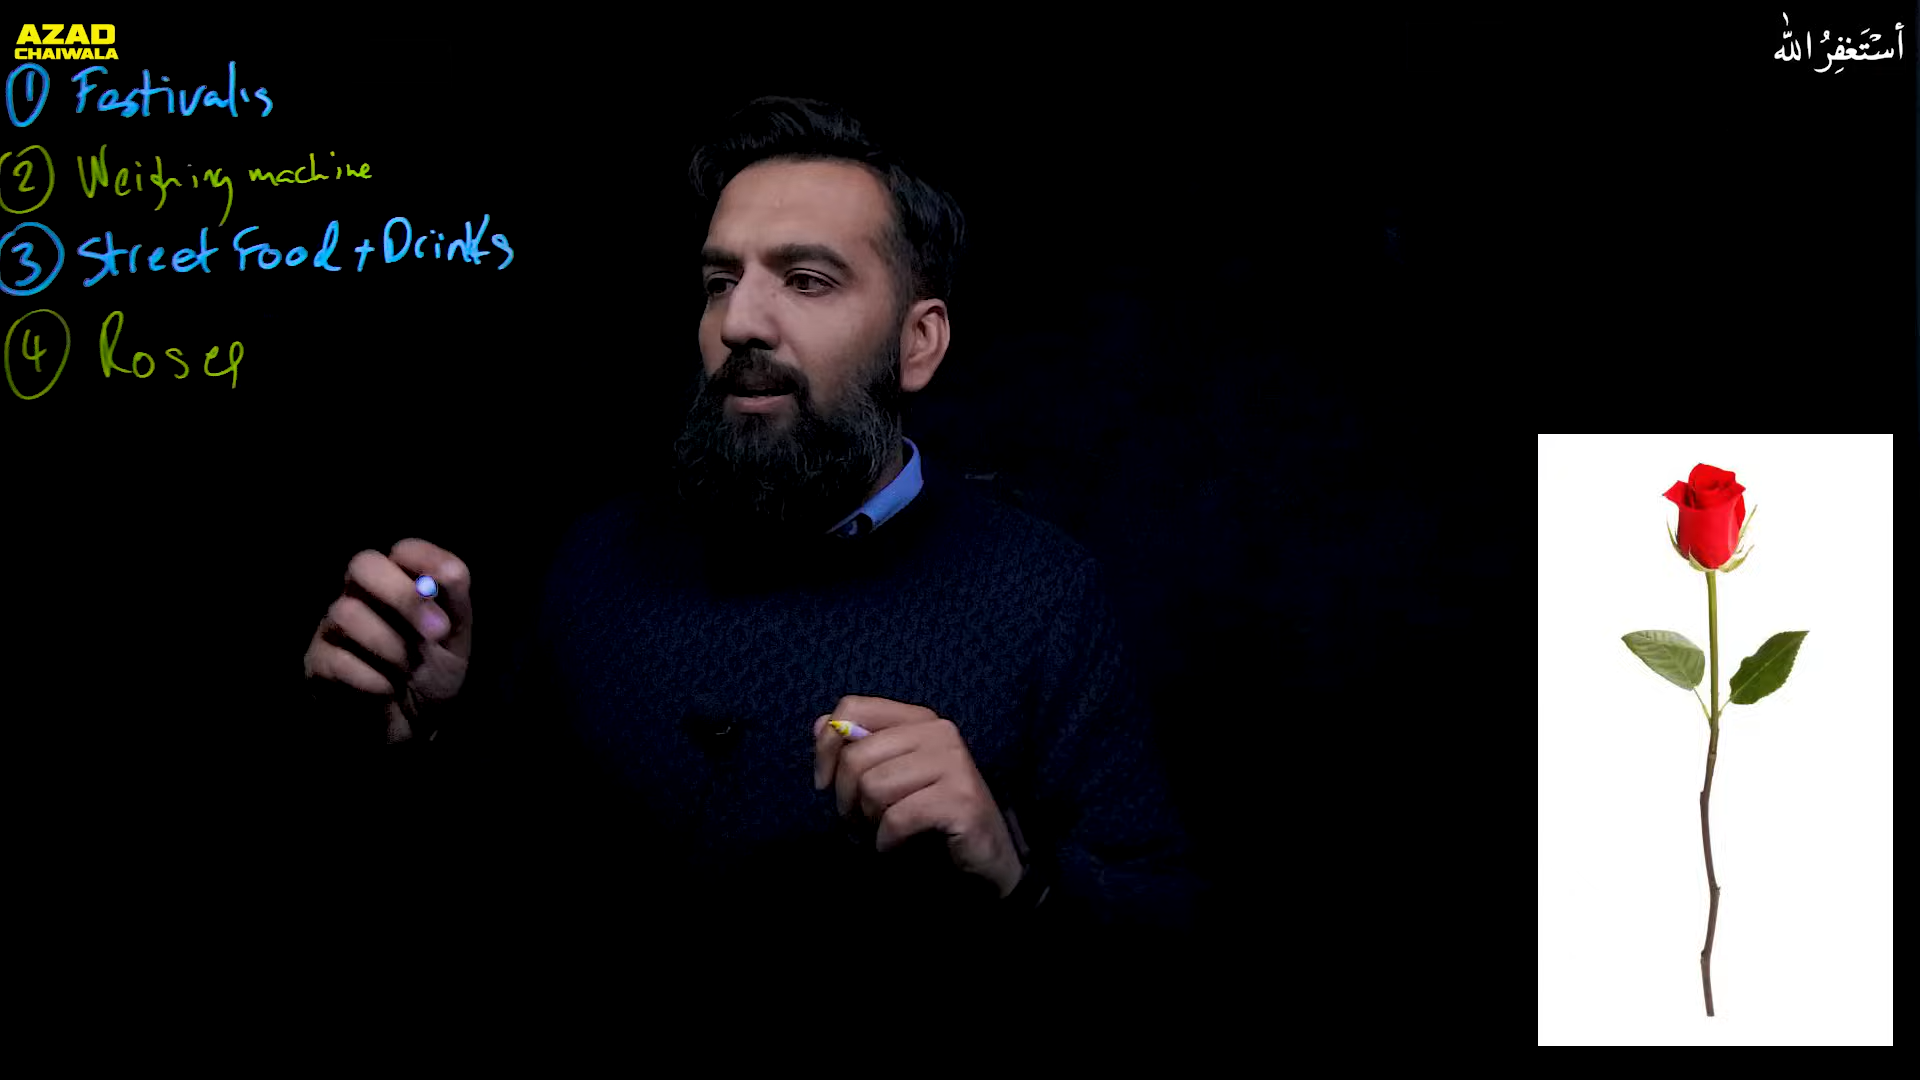 AZAD
CHAIWALA
أَسْتَغْفِرُ اللّٰه
① Festivals
② Weighing machine
③ Street Food + Drinks
④ Roses